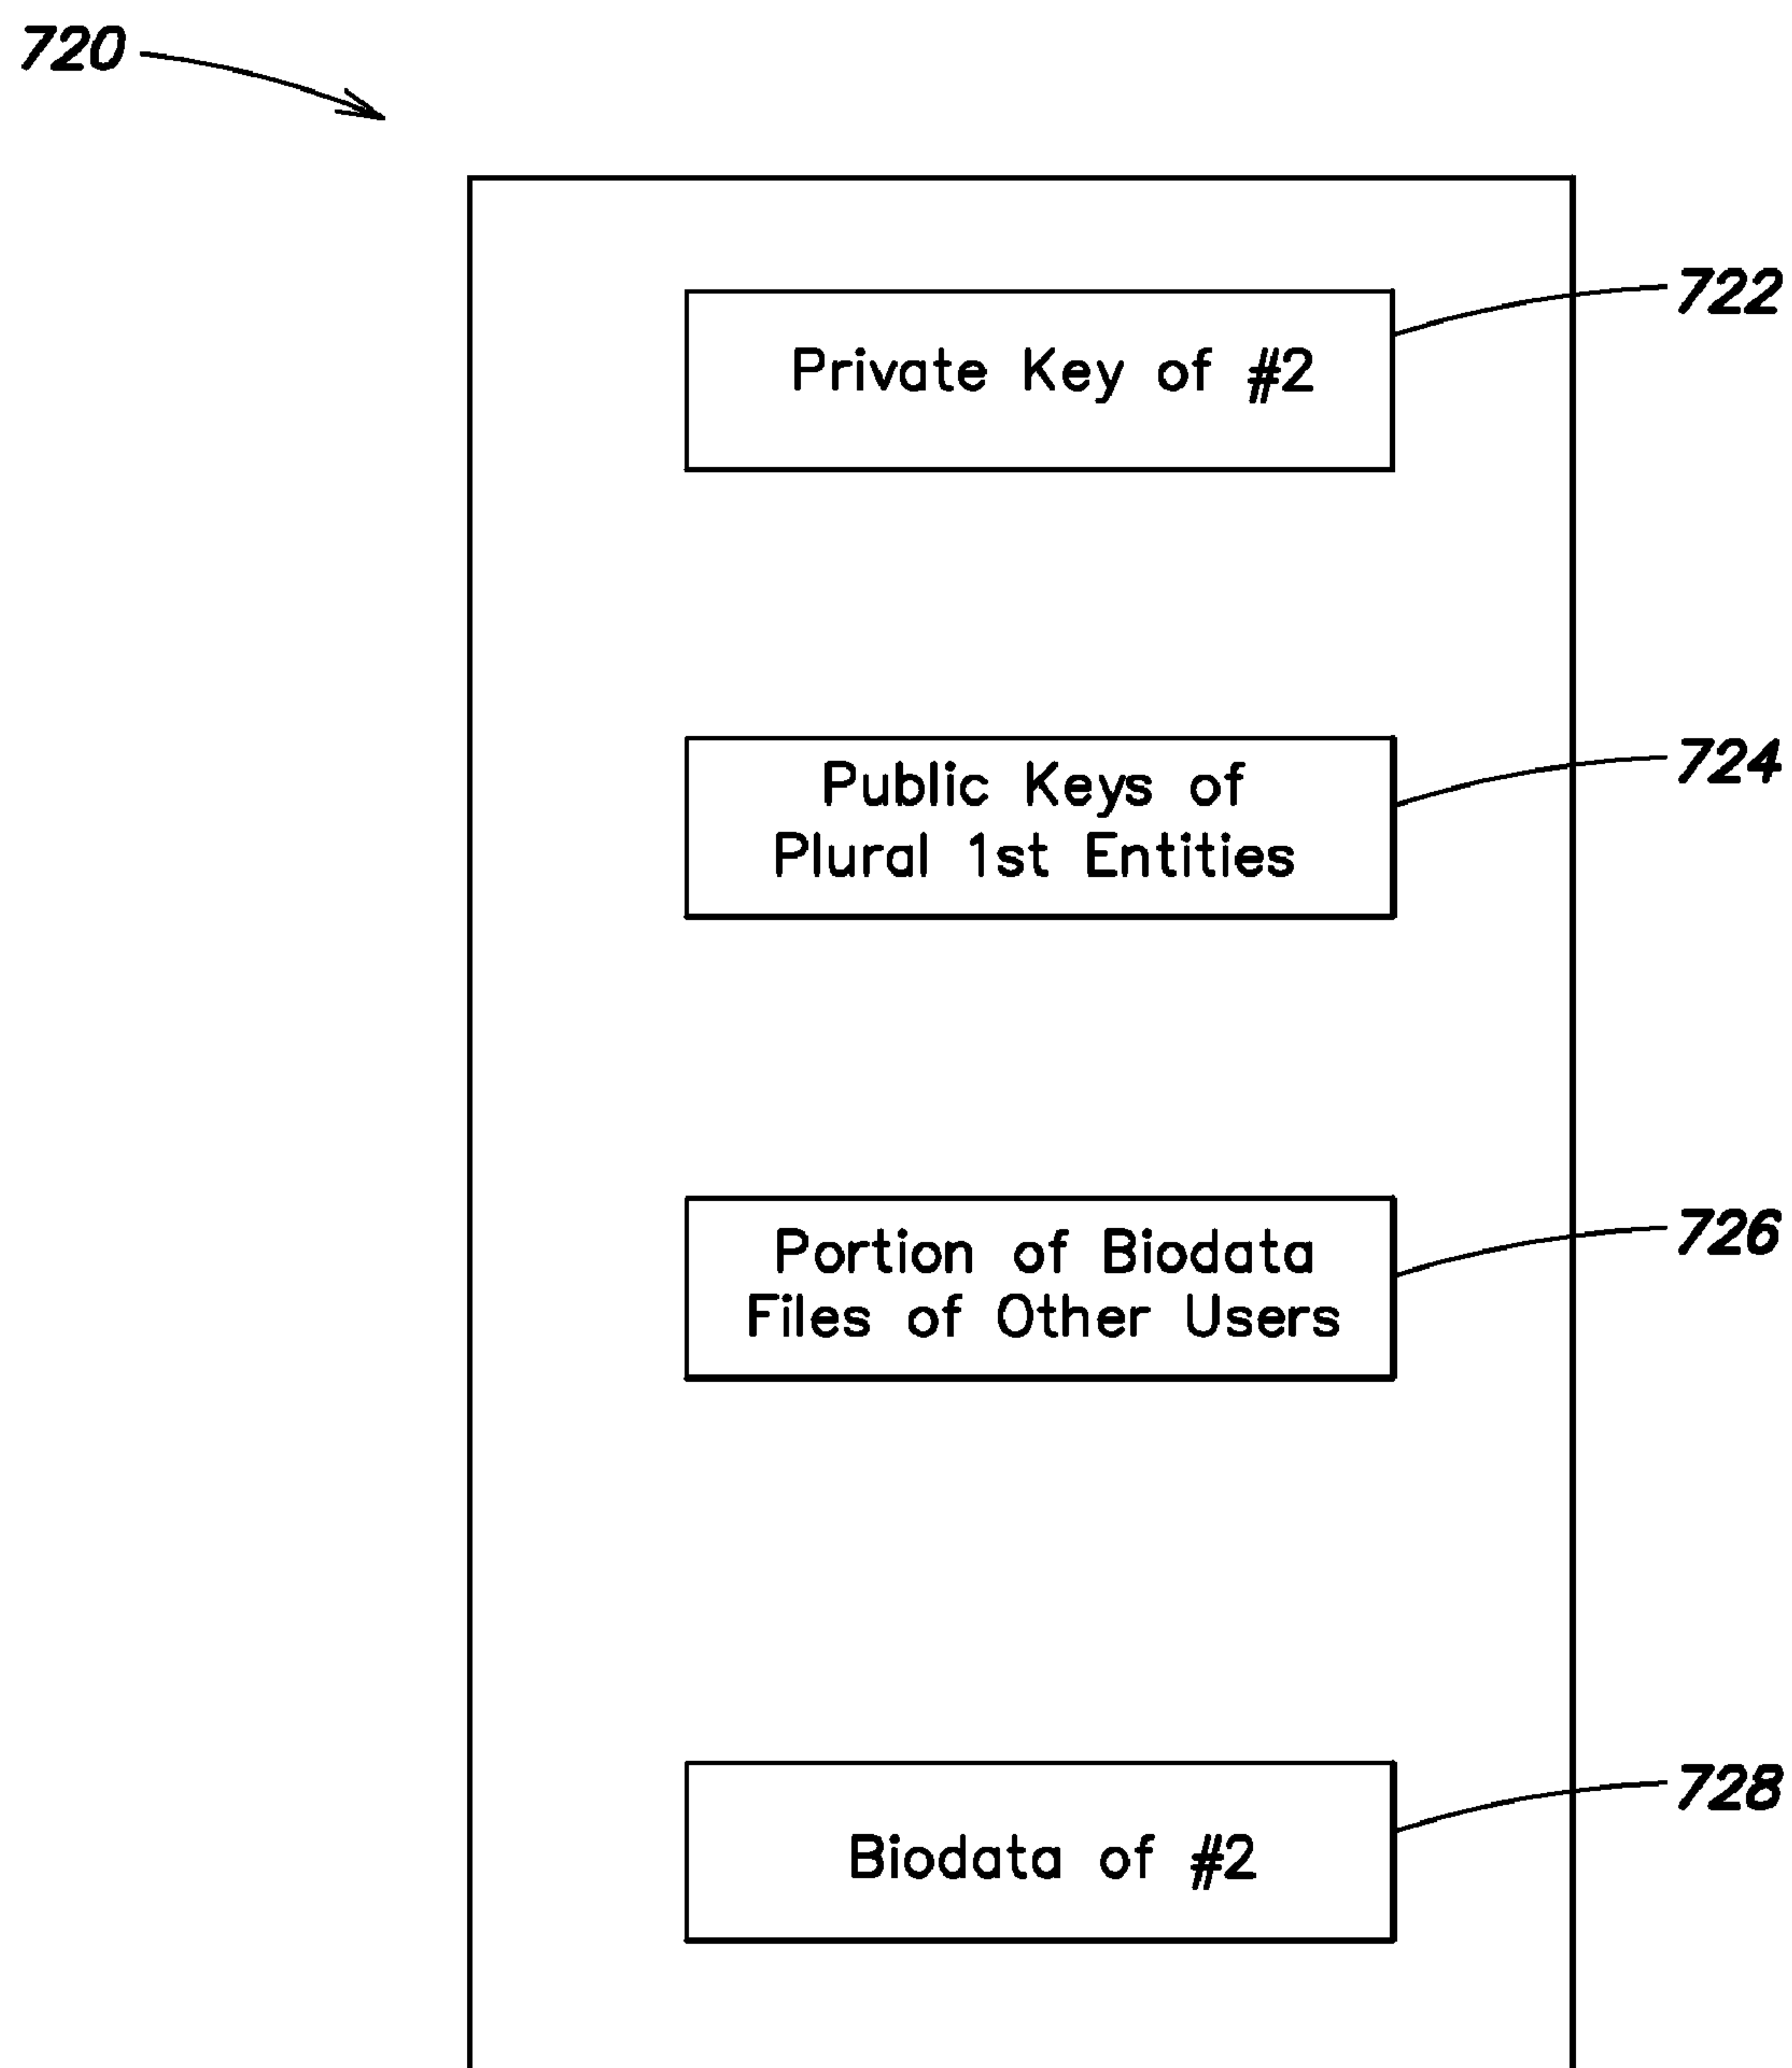 720
722
Private Key of #2
724
Public Keys of
Plural 1st Entities
726
Portion of Biodata
Files of Other Users
728
Biodata of #2